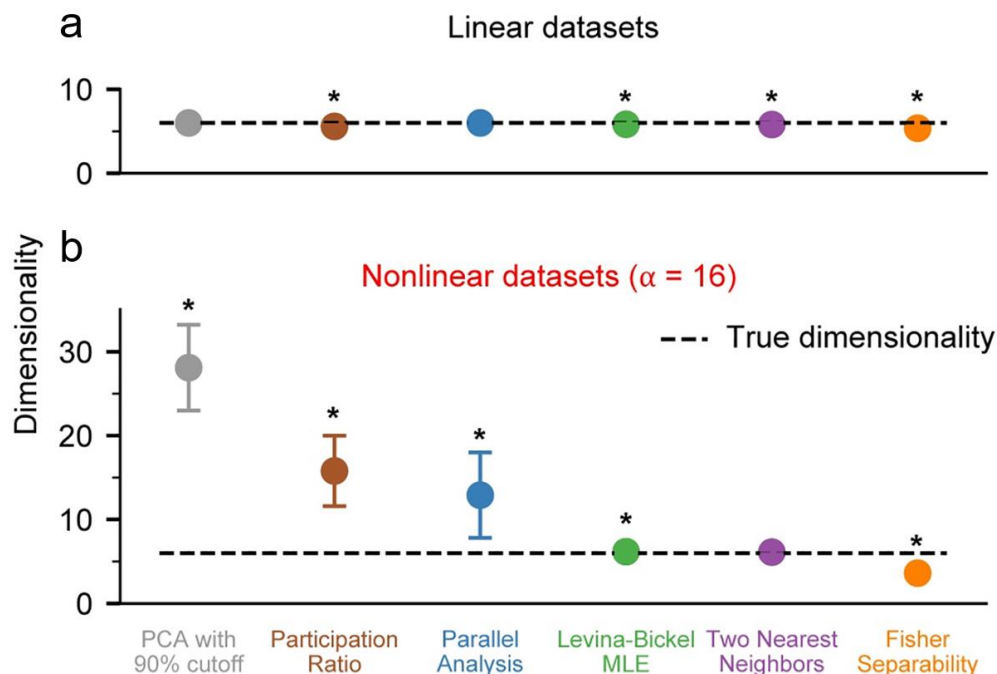 a
Linear datasets
10
* * * *
0
Dimensionality
b
Nonlinear datasets (α = 16)
*
True dimensionality
30
*
20
*
10
*
*
0
PCA with
90% cutoff
Participation
Ratio
Parallel
Analysis
Levina-Bickel
MLE
Two Nearest
Neighbors
Fisher
Separability